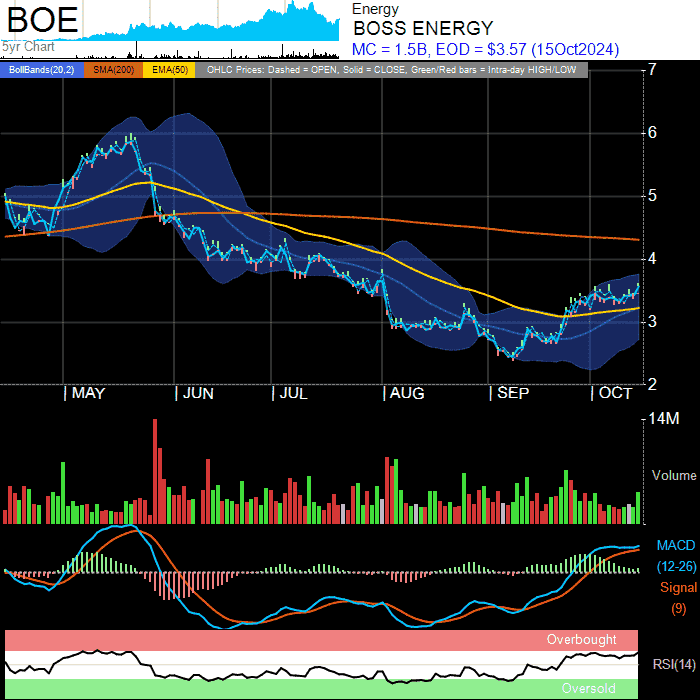 BOE
5yr Chart
Energy
BOSS ENERGY
MC = 1.5B, EOD = $3.57 (15Oct2024)
BollBands(20,2) SMA(200) EMA(50) OHLC Prices: Dashed = OPEN, Solid = CLOSE, Green/Red bars = Intra-day HIGH/LOW
7
6
5
4
3
2
| MAY | JUN | JUL | AUG | SEP | OCT
14M
Volume
MACD
(12-26)
Signal
(9)
Overbought
RSI(14)
Oversold